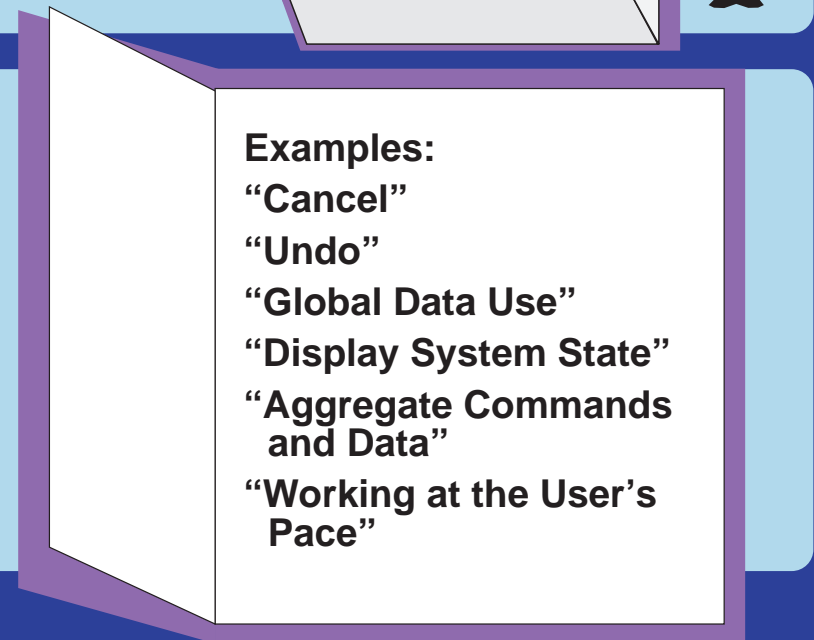 Examples:
“Cancel”
“Undo”
“Global Data Use”
“Display System State”
“Aggregate Commands
and Data”
“Working at the User’s
Pace”